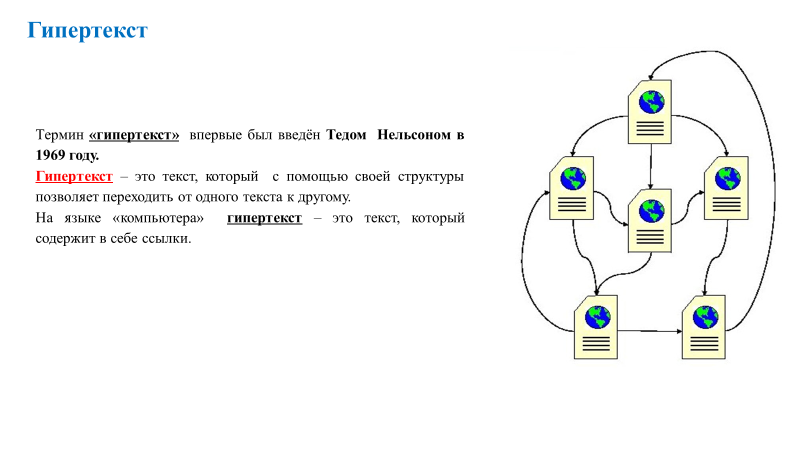 Гипертекст
Термин «гипертекст» впервые был введён Тедом Нельсоном в
1969 году.
Гипертекст – это текст, который с помощью своей структуры
позволяет переходить от одного текста к другому.
На языке «компьютера» гипертекст – это текст, который
содержит в себе ссылки.